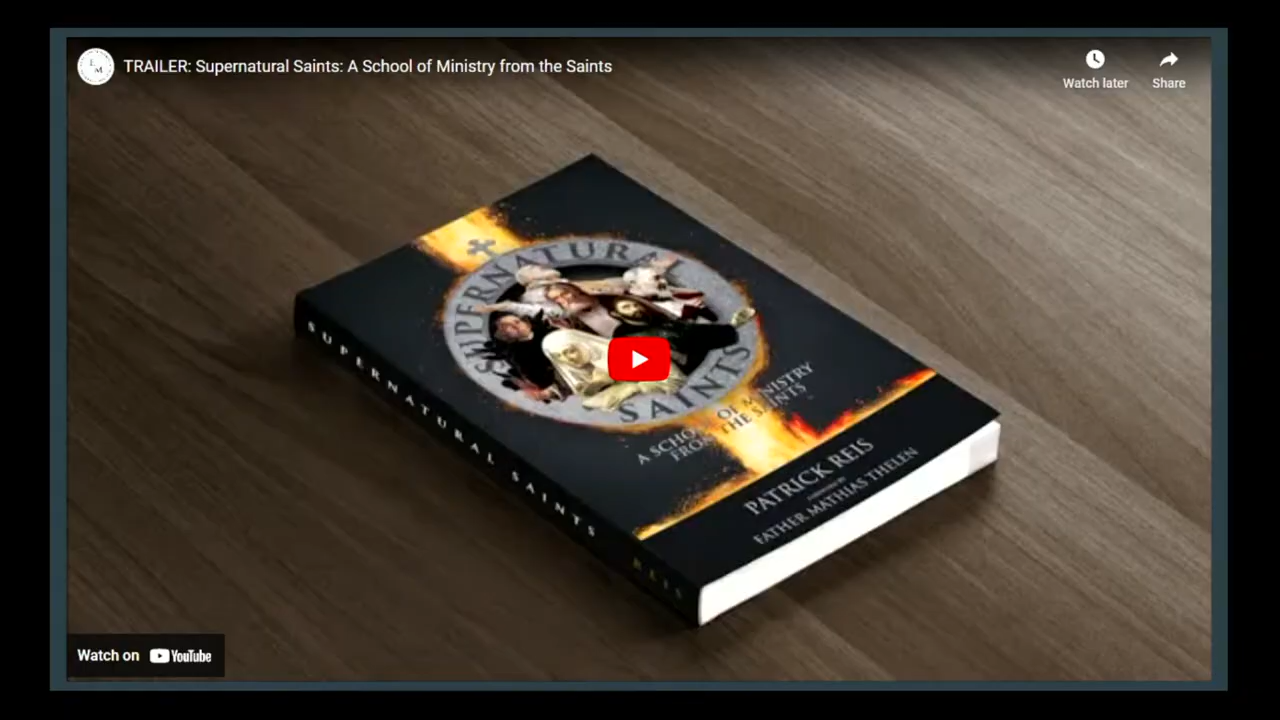 TRAILER: Supernatural Saints: A School of Ministry from the Saints
Watch later
Share
SUPERNATURAL
SAINTS
A SCHOOL OF MINISTRY
FROM THE SAINTS
PATRICK REIS
FATHER MATHIAS THELEN
SUPERNATURAL SAINTS REIS
Watch on YouTube